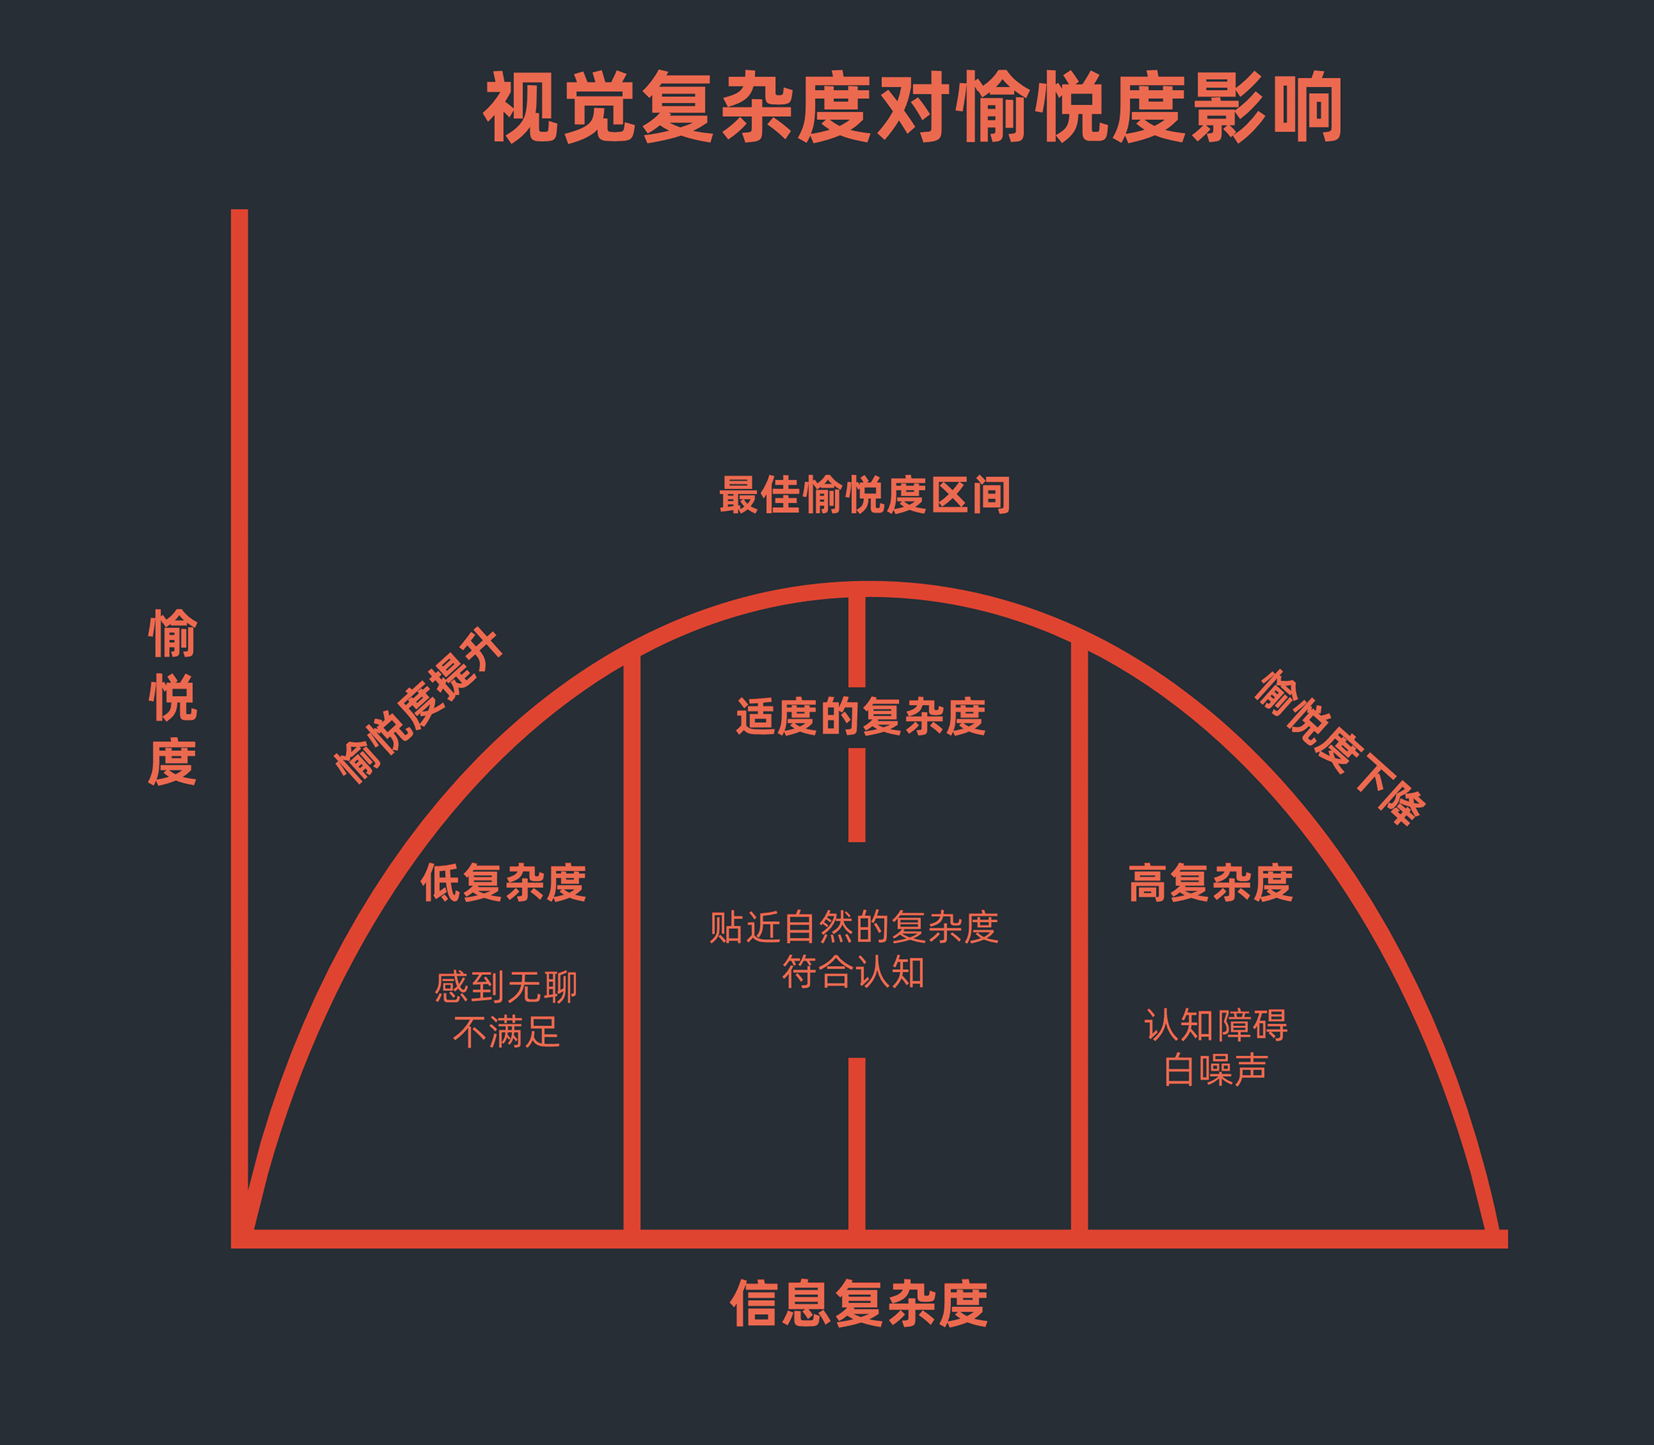 视觉复杂度对愉悦度影响
最佳愉悦度区间
愉悦度
愉悦度提升
愉悦度下降
适度的复杂度
低复杂度
高复杂度
贴近自然的复杂度
符合认知
感到无聊
不满足
认知障碍
白噪声
信息复杂度